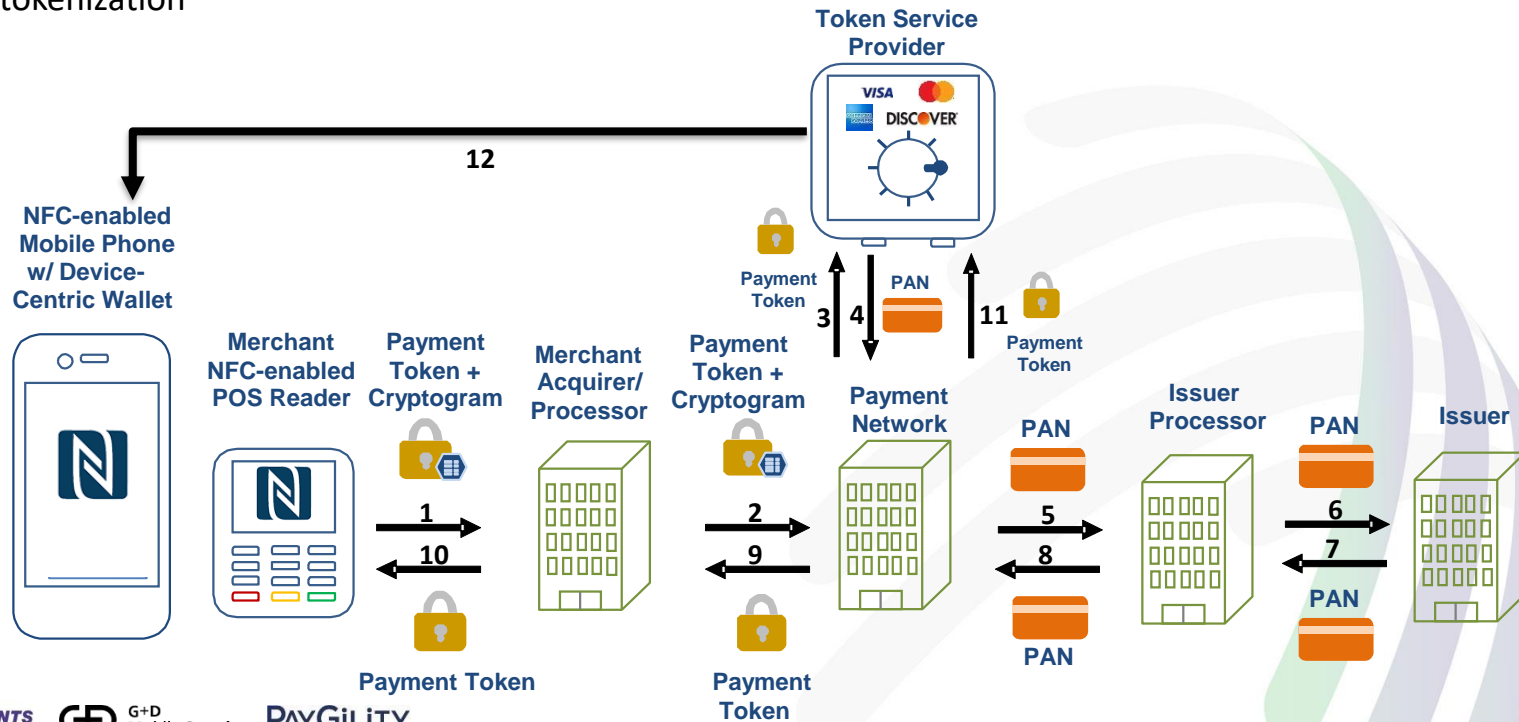 tokenization
Token Service
Provider
VISA
DISCOVER
12
NFC-enabled
Mobile Phone
w/ Device-
Centric Wallet
Payment
Token
3
4
PAN
11
Payment
Token
Merchant
NFC-enabled
POS Reader
Payment
Token +
Cryptogram
Merchant
Acquirer/
Processor
Payment
Token +
Cryptogram
Payment
Network
PAN
Issuer
Processor
PAN
Issuer
1
10
2
9
5
8
6
7
Payment Token
Payment
Token
PAN
PAN
NTS
G+D
PAYGILITY